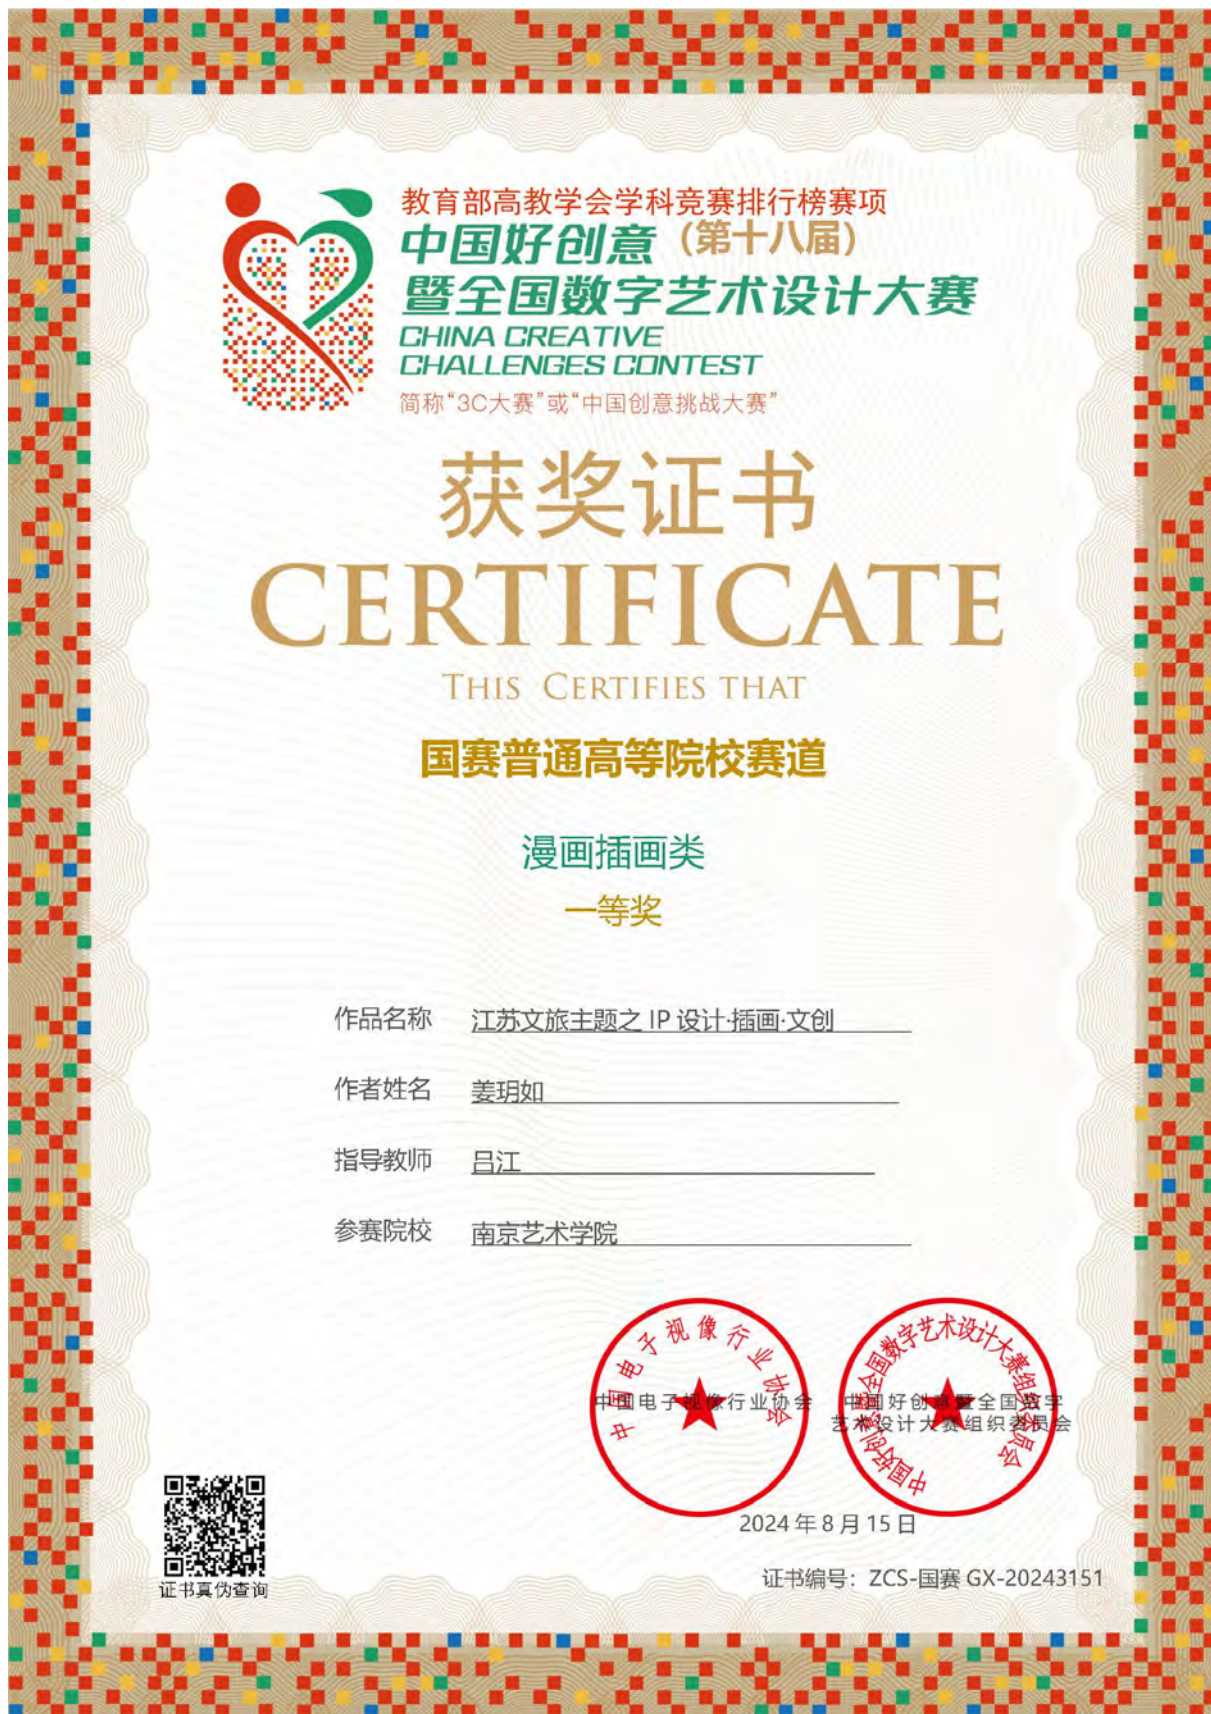 教育部高教学会学科竞赛排行榜赛项
中国好创意（第十八届）
暨全国数字艺术设计大赛
CHINA CREATIVE
CHALLENGES CONTEST
简称“3C大赛”或“中国创意挑战大赛”
获奖证书
CERTIFICATE
THIS CERTIFIES THAT
国赛普通高等院校赛道
漫画插画类
一等奖
作品名称 江苏文旅主题之 IP 设计·插画·文创
作者姓名 姜玥如
指导教师 吕江
参赛院校 南京艺术学院
中国电子视像行业协会
中国电子视像行业协会
中国好创意暨全国数字艺术设计大赛组织委员会
中国好创意暨全国数字
艺术设计大赛组织委员会
2024 年 8 月 15 日
证书真伪查询
证书编号：ZCS-国赛 GX-20243151